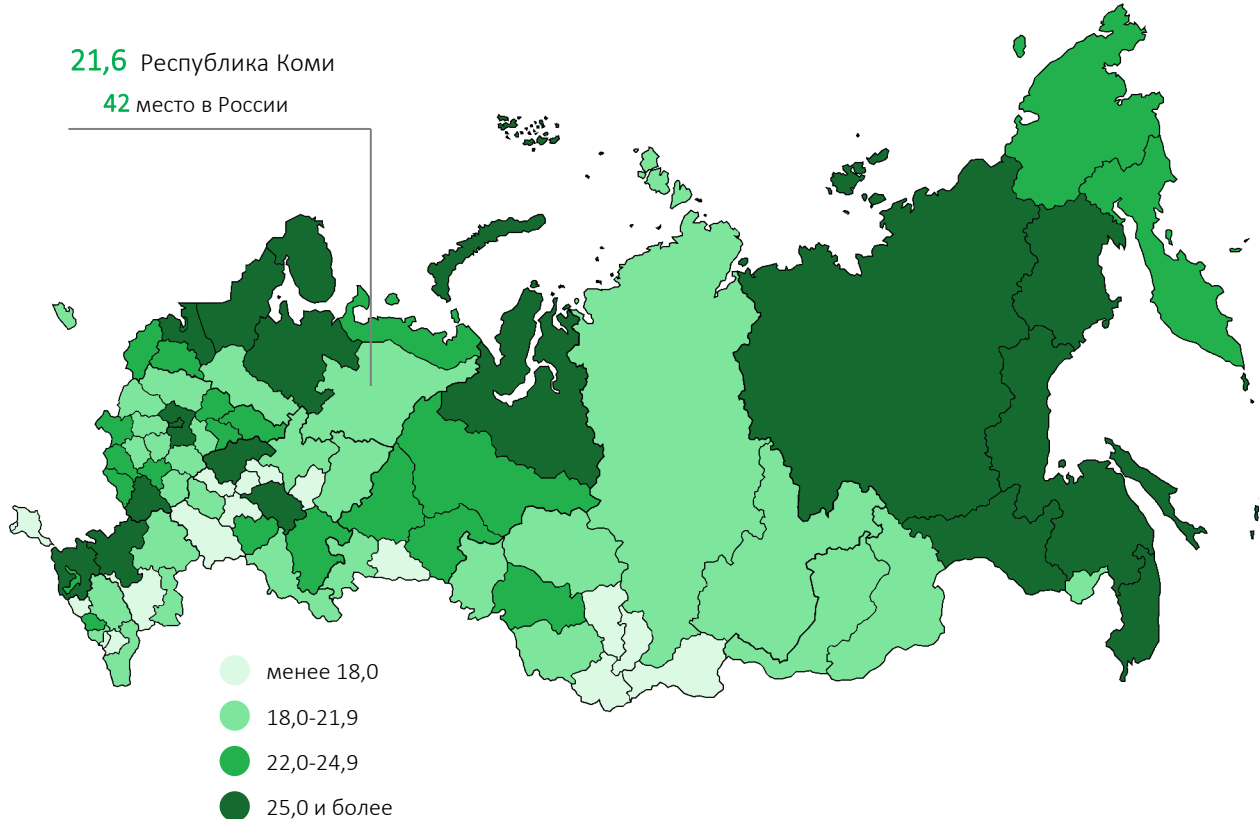 21,6 Республика Коми
42 место в России
менее 18,0
18,0-21,9
22,0-24,9
25,0 и более